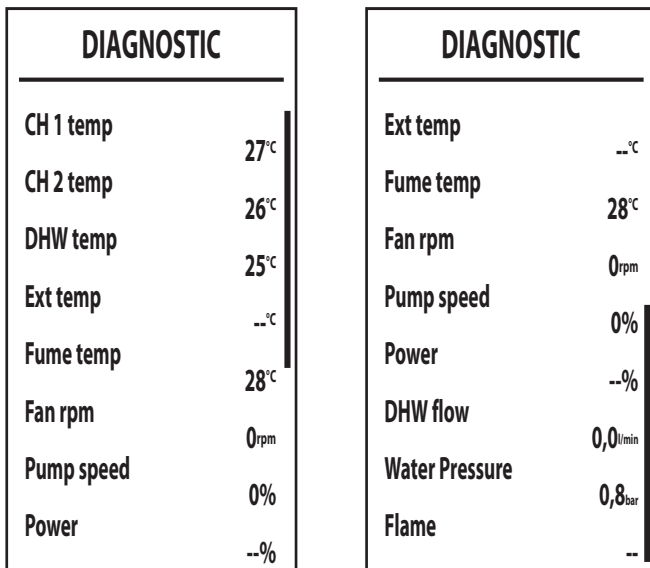 DIAGNOSTIC
CH 1 temp
27°C
CH 2 temp
26°C
DHW temp
25°C
Ext temp
--°C
Fume temp
28°C
Fan rpm
0rpm
Pump speed
0%
Power
--%
DIAGNOSTIC
Ext temp
--°C
Fume temp
28°C
Fan rpm
0rpm
Pump speed
0%
Power
--%
DHW flow
0,0l/min
Water Pressure
0,8bar
Flame
--